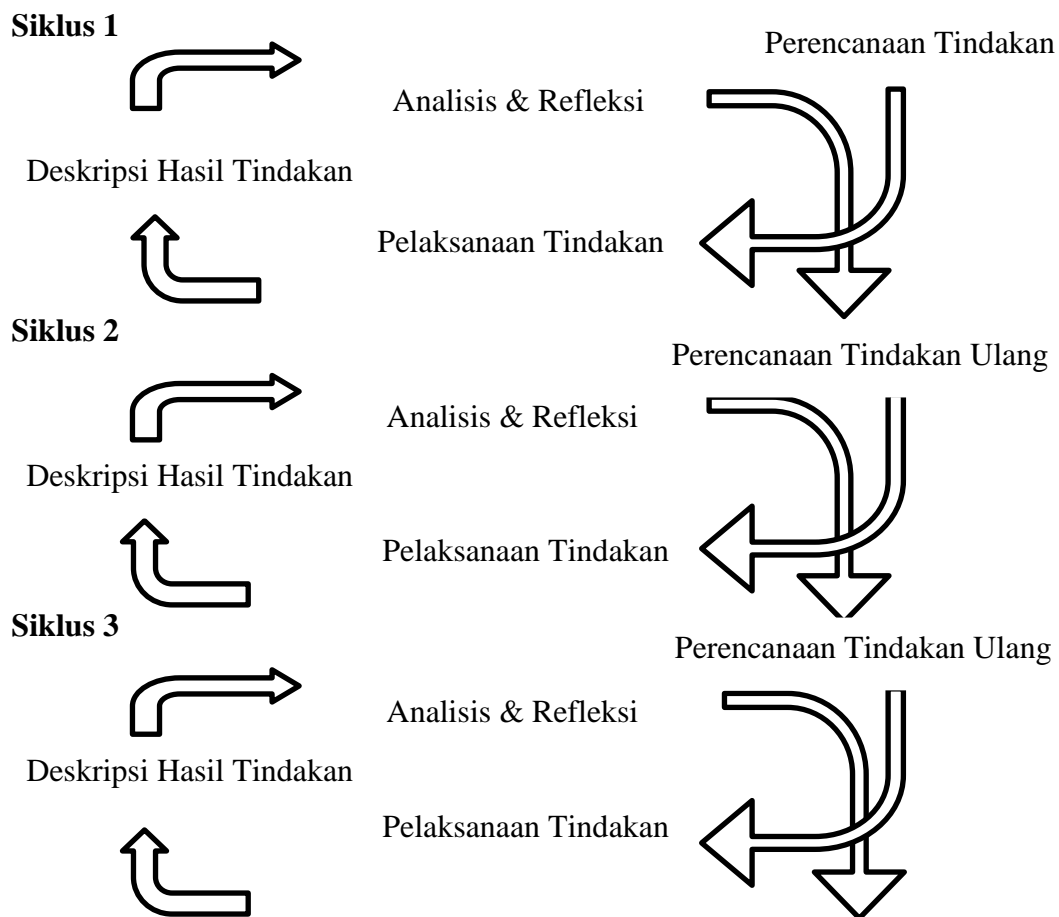 Siklus 1
Perencanaan Tindakan
Analisis & Refleksi
Deskripsi Hasil Tindakan
Pelaksanaan Tindakan
Siklus 2
Perencanaan Tindakan Ulang
Analisis & Refleksi
Deskripsi Hasil Tindakan
Pelaksanaan Tindakan
Siklus 3
Perencanaan Tindakan Ulang
Analisis & Refleksi
Deskripsi Hasil Tindakan
Pelaksanaan Tindakan